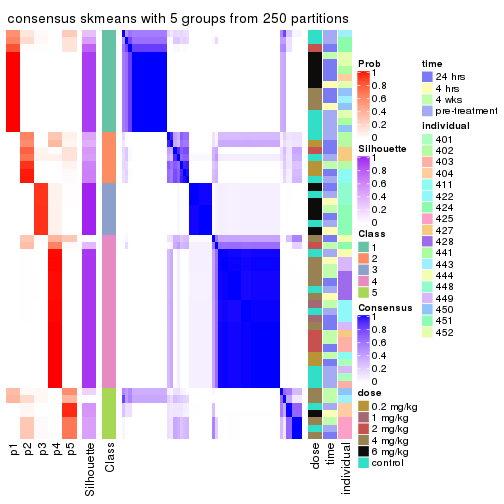 consensus skmeans with 5 groups from 250 partitions
Prob
1
0.8
0.6
0.4
0.2
0
Silhouette
1
0.8
0.6
0.4
0.2
0
Class
1
2
3
4
5
Consensus
1
0.8
0.6
0.4
0.2
0
dose
0.2 mg/kg
1 mg/kg
2 mg/kg
4 mg/kg
6 mg/kg
control
time
24 hrs
4 hrs
4 wks
pre-treatment
individual
401
402
403
404
411
422
424
425
427
428
441
443
444
448
449
450
451
452
p1
p2
p3
p4
p5
Silhouette
Class
dose
time
individual